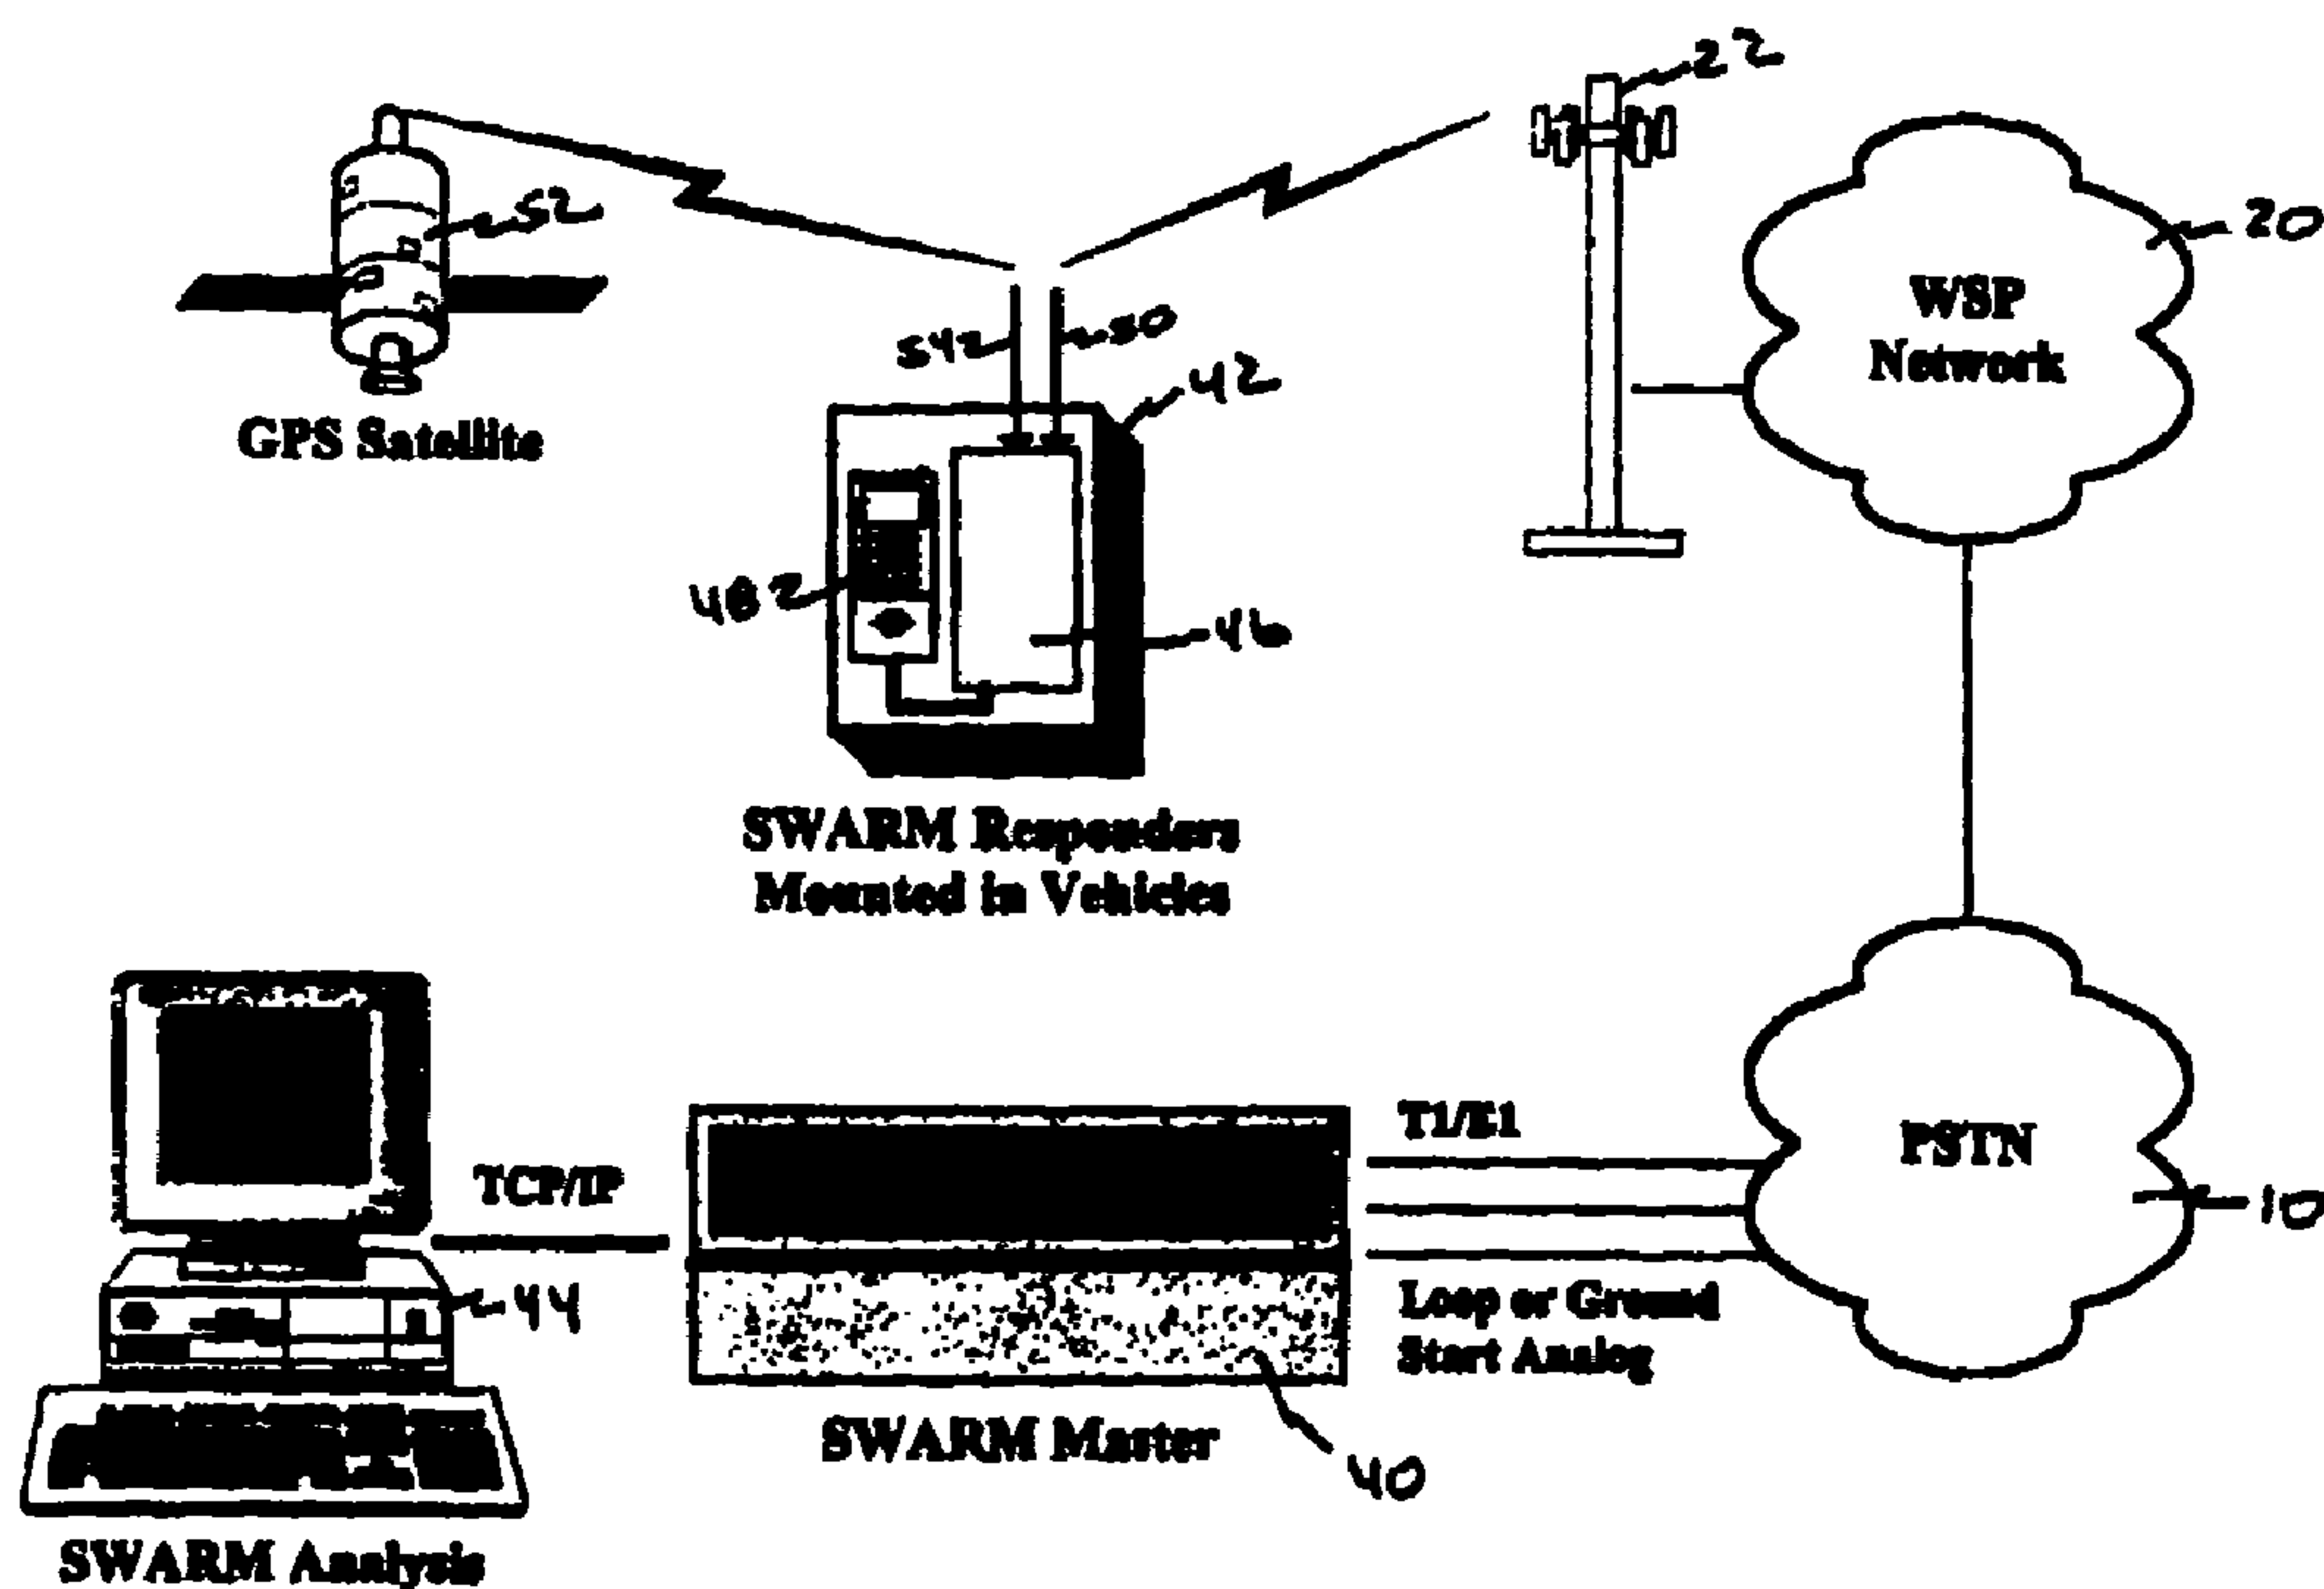 22
52
20
WSP
Network
542
50
42
GPS Satellite
482
46
SWARM Responders
Mounted in Vehicles
T1/E1
PSTN
TCP/IP
10
44
Loop or Ground
Start Analog
SWARM Master
40
SWARM Analysis